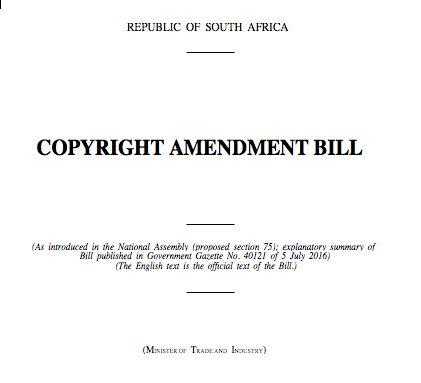 REPUBLIC OF SOUTH AFRICA
COPYRIGHT AMENDMENT BILL
(As introduced in the National Assembly (proposed section 75); explanatory summary of
Bill published in Government Gazette No. 40121 of 5 July 2016)
(The English text is the official text of the Bill.)
(MINISTER OF TRADE AND INDUSTRY)